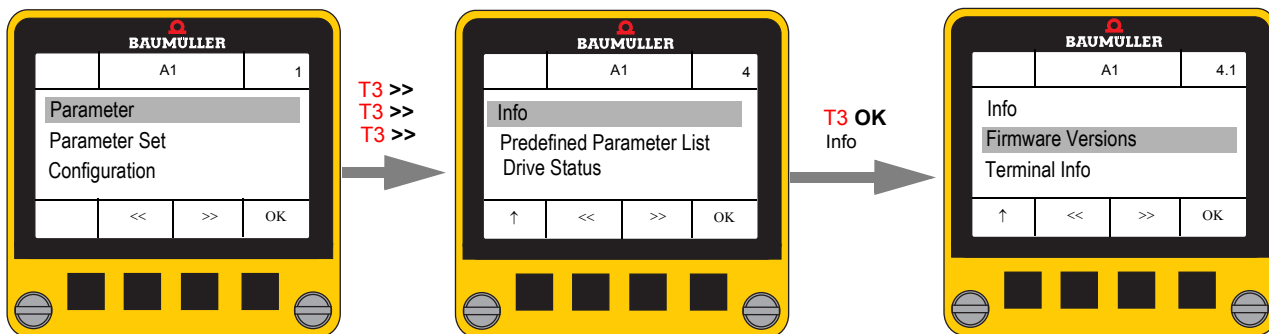 BAUMÜLLER
A1 1
Parameter
Parameter Set
Configuration
<< >> OK
T3 >>
T3 >>
T3 >>
BAUMÜLLER
A1 4
Info
Predefined Parameter List
Drive Status
↑ << >> OK
T3 OK
Info
BAUMÜLLER
A1 4.1
Info
Firmware Versions
Terminal Info
↑ << >> OK